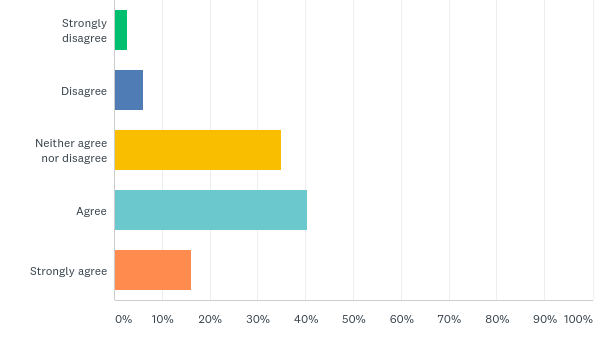 Strongly
disagree
Disagree
Neither agree
nor disagree
Agree
Strongly agree
0% 10% 20% 30% 40% 50% 60% 70% 80% 90% 100%